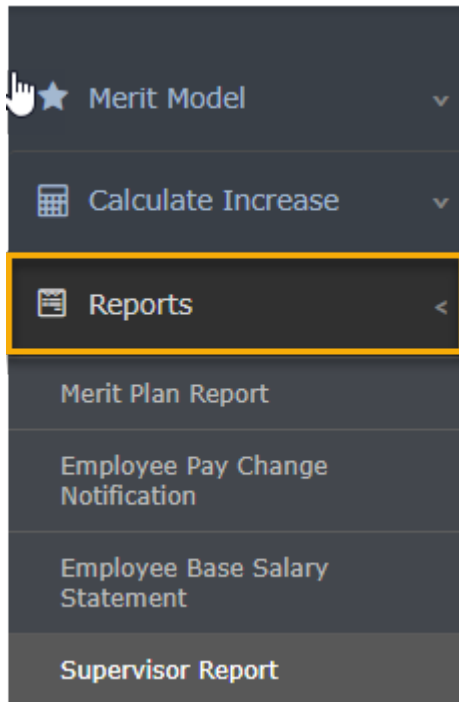 Merit Model
Calculate Increase
Reports
Merit Plan Report
Employee Pay Change
Notification
Employee Base Salary
Statement
Supervisor Report